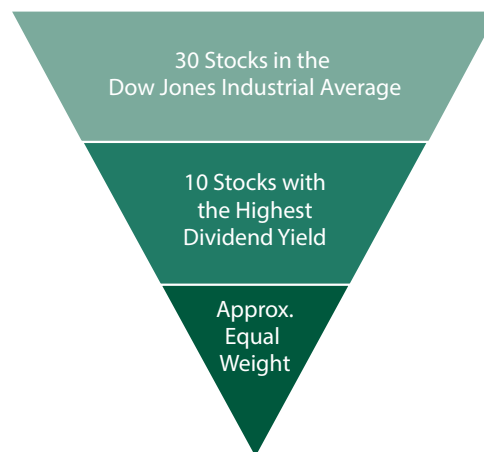 30 Stocks in the
Dow Jones Industrial Average
10 Stocks with
the Highest
Dividend Yield
Approx.
Equal
Weight